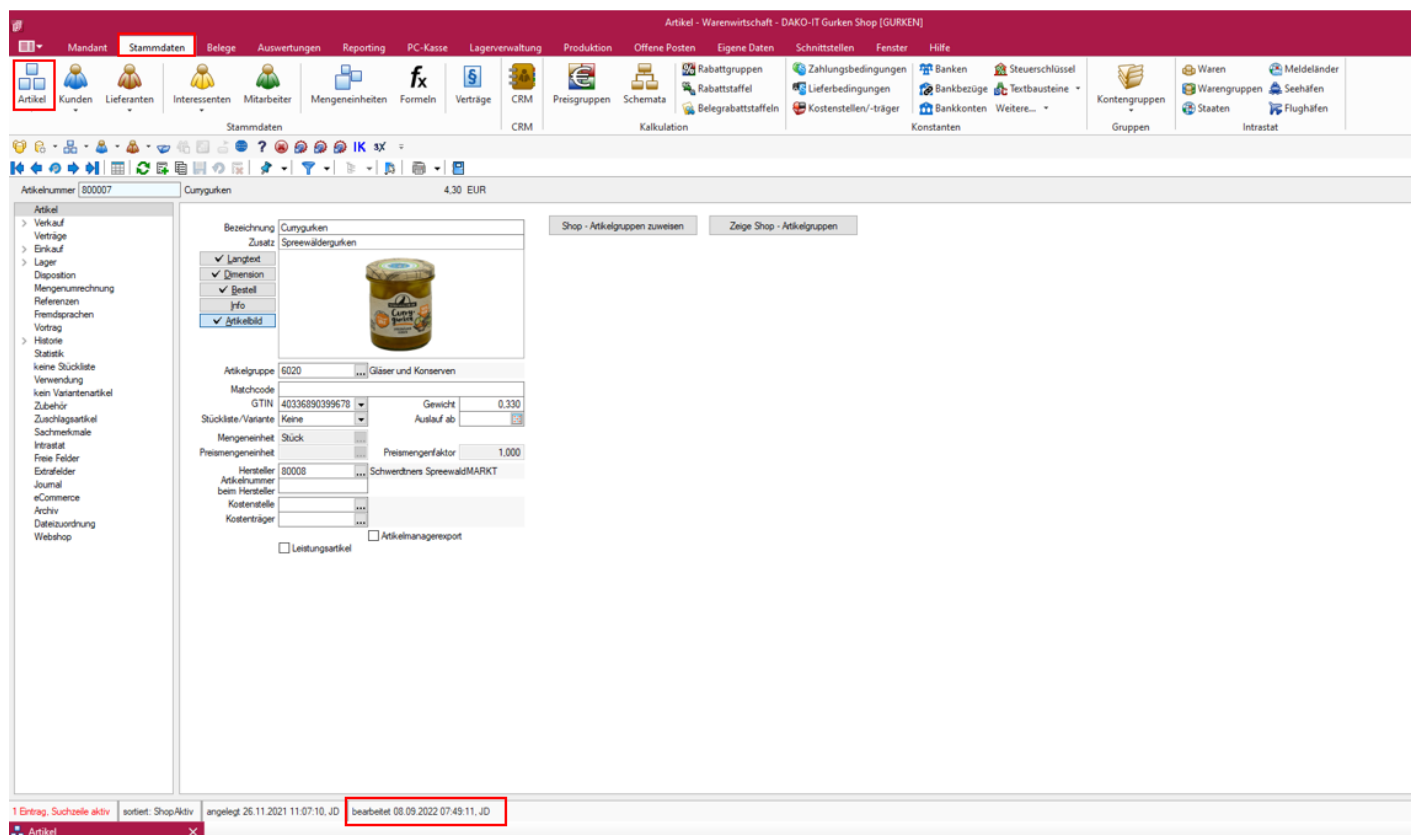 Artikel - Warenwirtschaft - DAKO-IT Gurken Shop [GURKEN]
Mandant Stammdaten Belege Auswertungen Reporting PC-Kasse Lagerverwaltung Produktion Offene Posten Eigene Daten Schnittstellen Fenster Hilfe
Artikel Kunden Lieferanten Interessenten Mitarbeiter Mengeneinheiten Formeln Verträge CRM Preisgruppen Schemata
Rabattgruppen Zahlungsbedingungen Banken Steuerschlüssel Waren Meldeländer
Rabattstaffel Lieferbedingungen Bankbezüge Textbausteine Kontengruppen Warengruppen Seehäfen
Belegrabattstaffeln Kostenstellen/-träger Bankkonten Weitere... Staaten Flughäfen
Stammdaten CRM Kalkulation Konstanten Gruppen Intrastat
IK
Artikelnummer 800007 Currygurken 4,30 EUR
Artikel
Verkauf
Verträge
Einkauf
Lager
Disposition
Mengenumrechnung
Referenzen
Fremdsprachen
Vortrag
Historie
Statistik
keine Stückliste
Verwendung
kein Variantenartikel
Zubehör
Zuschlagsartikel
Sachmerkmale
Intrastat
Freie Felder
Extrafelder
Journal
eCommerce
Archiv
Dateizuordnung
Webshop
Bezeichnung Currygurken
Zusatz Spreewäldergurken
Langtext
Dimension
Bestell
Info
Artikelbild
Curry-
gurken
Shop - Artikelgruppen zuweisen Zeige Shop - Artikelgruppen
Artikelgruppe 6020 ... Gläser und Konserven
Matchcode
GTIN 40336890399678 Gewicht 0,330
Stückliste/Variante Keine Auslauf ab
Mengeneinheit Stück ...
Preismengeneinheit ... Preismengenfaktor 1,000
Hersteller 80008 ... Schwerdtners SpreewaldMARKT
Artikelnummer
beim Hersteller
Kostenstelle ...
Kostenträger ...
Artikelmanagerexport
Leistungsartikel
1 Eintrag, Suchzeile aktiv sortiert: ShopAktiv angelegt 26.11.2021 11:07:10, JD bearbeitet 08.09.2022 07:49:11, JD
Artikel